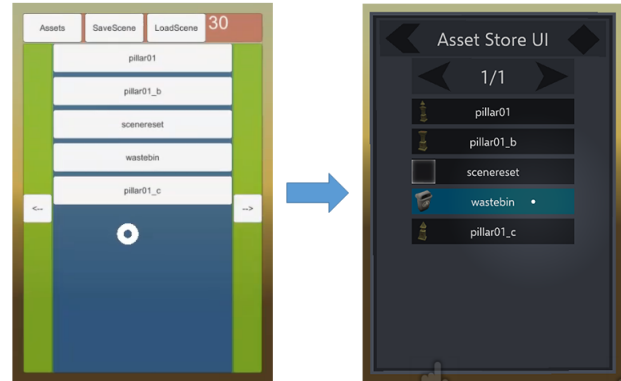 Assets SaveScene LoadScene 30
pillar01
pillar01_b
scenereset
wastebin
pillar01_c
<-- -->
Asset Store UI
1/1
pillar01
pillar01_b
scenereset
wastebin
pillar01_c